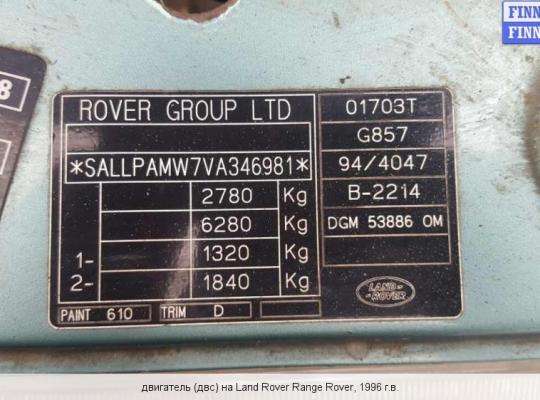 FINN
FINN
8
ROVER GROUP LTD
01703T
G857
*SALLPAMW7VA346981*
94/4047
2780 Kg
B-2214
6280 Kg
DGM 53886 OM
1- 1320 Kg
2- 1840 Kg
LAND
-ROVER
PAINT 610 TRIM D
двигатель (двс) на Land Rover Range Rover, 1996 г.в.